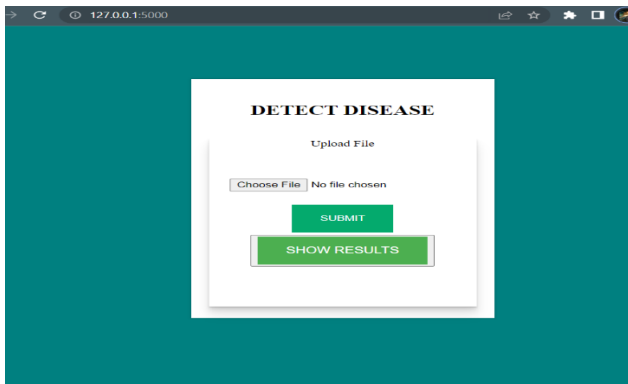 127.0.0.1:5000
DETECT DISEASE
Upload File
Choose File No file chosen
SUBMIT
SHOW RESULTS